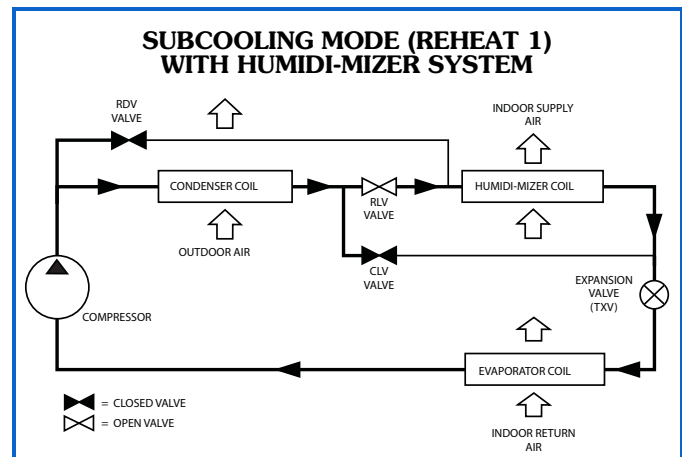 SUBCOOLING MODE (REHEAT 1)
WITH HUMIDI-MIZER SYSTEM
RDV
VALVE
INDOOR SUPPLY
AIR
CONDENSER COIL
HUMIDI-MIZER COIL
RLV
VALVE
OUTDOOR AIR
CLV
VALVE
EXPANSION
VALVE
(TXV)
COMPRESSOR
EVAPORATOR COIL
= CLOSED VALVE
= OPEN VALVE
INDOOR RETURN
AIR